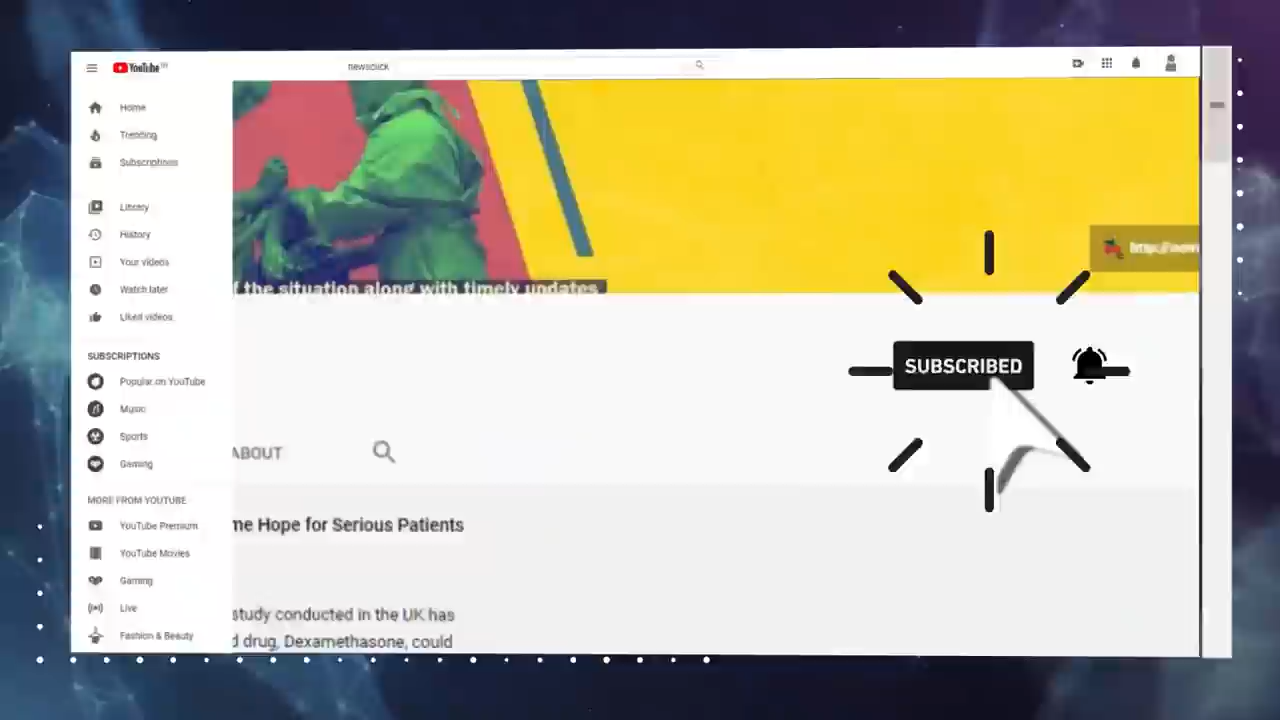 YouTube
newsclick
Home
Trending
Subscriptions
Library
History
Your videos
Watch later
Liked videos
SUBSCRIPTIONS
Popular on YouTube
Music
Sports
Gaming
MORE FROM YOUTUBE
YouTube Premium
YouTube Movies
Gaming
Live
Fashion & Beauty
f the situation along with timely updates
SUBSCRIBED
ABOUT
me Hope for Serious Patients
study conducted in the UK has
d drug, Dexamethasone, could